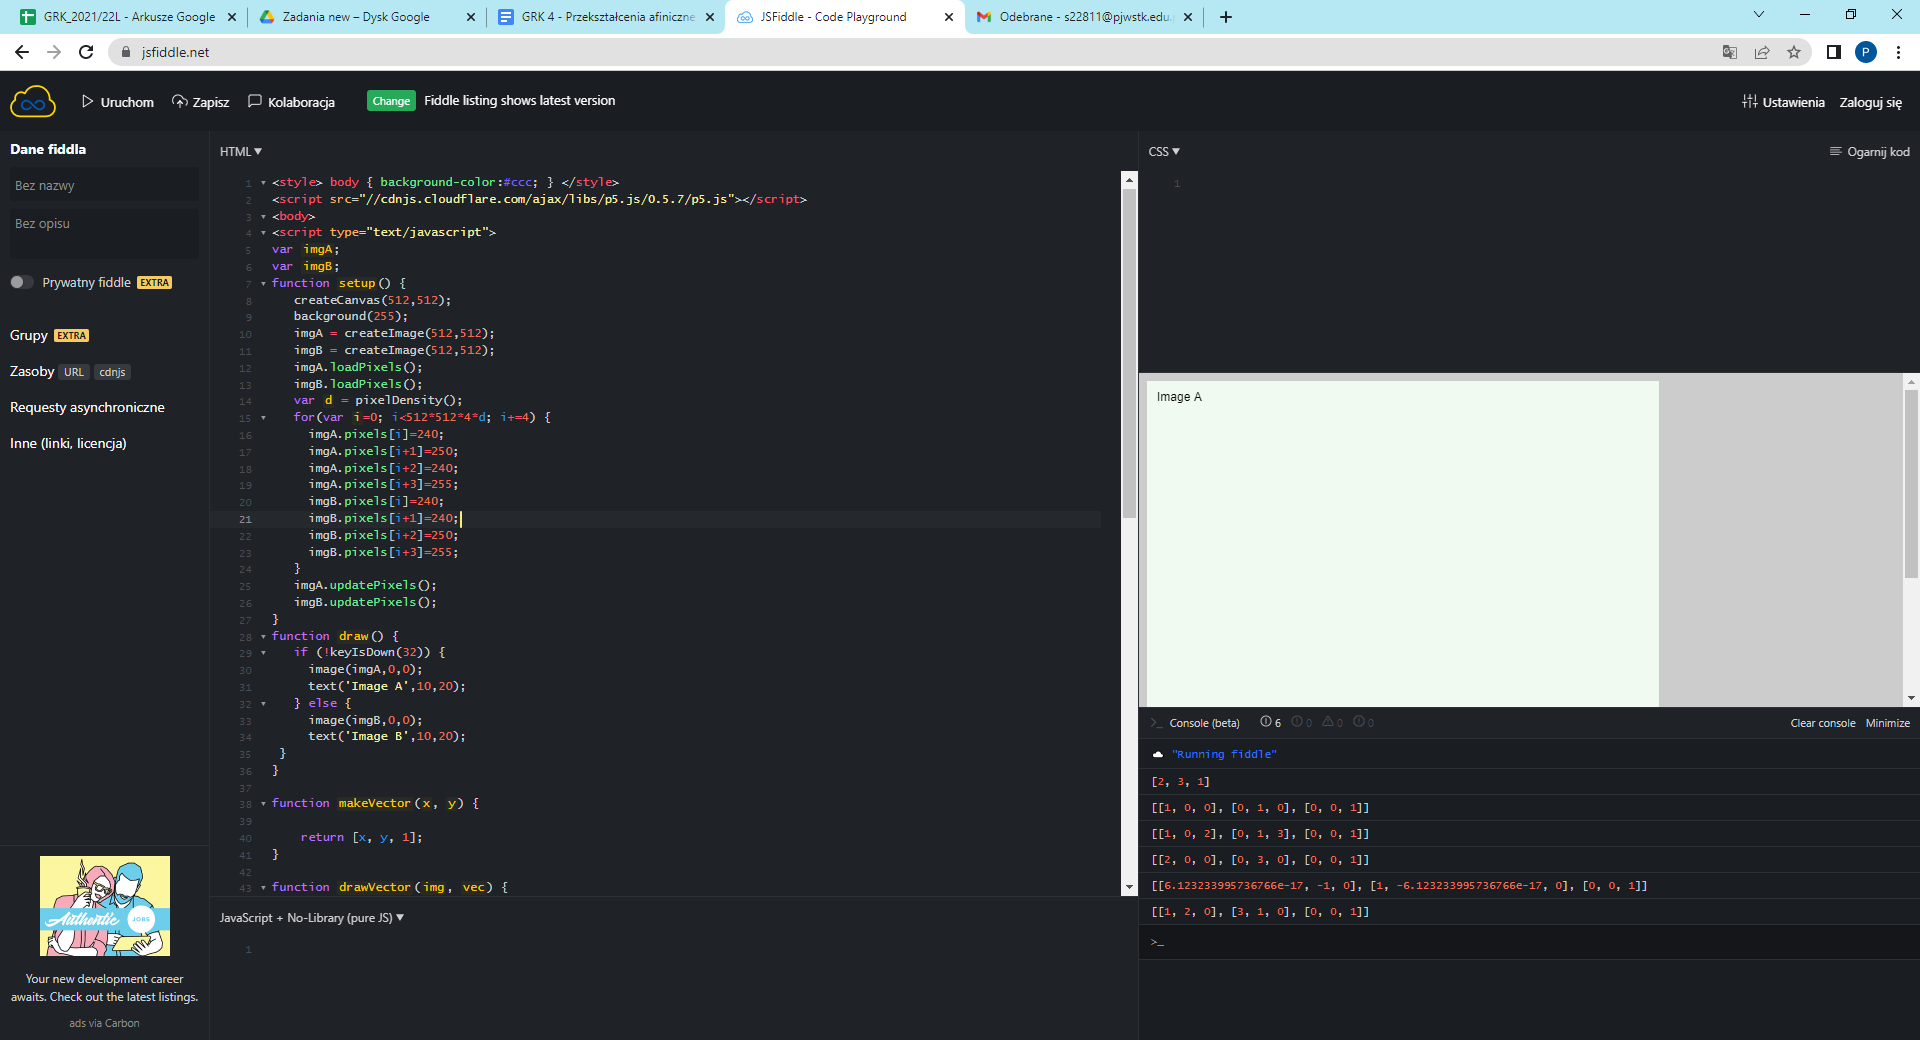 GRK_2021/22L - Arkusze Google
Zadania new – Dysk Google
GRK 4 - Przekształcenia afiniczne
JSFiddle - Code Playground
Odebrane - s22811@pjwstk.edu.
jsfiddle.net
P
Uruchom
Zapisz
Kolaboracja
Change
Fiddle listing shows latest version
Ustawienia
Zaloguj się
Dane fiddla
Bez nazwy
Bez opisu
Prywatny fiddle EXTRA
Grupy EXTRA
Zasoby URL cdnjs
Requesty asynchroniczne
Inne (linki, licencja)
Authentic JOBS
Your new development career
awaits. Check out the latest listings.
ads via Carbon
HTML
1 <style> body { background-color:#ccc; } </style>
2 <script src="//cdnjs.cloudflare.com/ajax/libs/p5.js/0.5.7/p5.js"></script>
3 <body>
4 <script type="text/javascript">
5 var imgA;
6 var imgB;
7 function setup() {
8 createCanvas(512,512);
9 background(255);
10 imgA = createImage(512,512);
11 imgB = createImage(512,512);
12 imgA.loadPixels();
13 imgB.loadPixels();
14 var d = pixelDensity();
15 for(var i=0; i<512*512*4*d; i+=4) {
16 imgA.pixels[i]=240;
17 imgA.pixels[i+1]=250;
18 imgA.pixels[i+2]=240;
19 imgA.pixels[i+3]=255;
20 imgB.pixels[i]=240;
21 imgB.pixels[i+1]=240;
22 imgB.pixels[i+2]=250;
23 imgB.pixels[i+3]=255;
24 }
25 imgA.updatePixels();
26 imgB.updatePixels();
27 }
28 function draw() {
29 if (!keyIsDown(32)) {
30 image(imgA,0,0);
31 text('Image A',10,20);
32 } else {
33 image(imgB,0,0);
34 text('Image B',10,20);
35 }
36 }
37
38 function makeVector(x, y) {
39
40 return [x, y, 1];
41 }
42
43 function drawVector(img, vec) {
JavaScript + No-Library (pure JS)
1
CSS
Ogarnij kod
1
Image A
>_ Console (beta) 6 0 0 0
Clear console Minimize
"Running fiddle"
[2, 3, 1]
[[1, 0, 0], [0, 1, 0], [0, 0, 1]]
[[1, 0, 2], [0, 1, 3], [0, 0, 1]]
[[2, 0, 0], [0, 3, 0], [0, 0, 1]]
[[6.123233995736766e-17, -1, 0], [1, -6.123233995736766e-17, 0], [0, 0, 1]]
[[1, 2, 0], [3, 1, 0], [0, 0, 1]]
>_